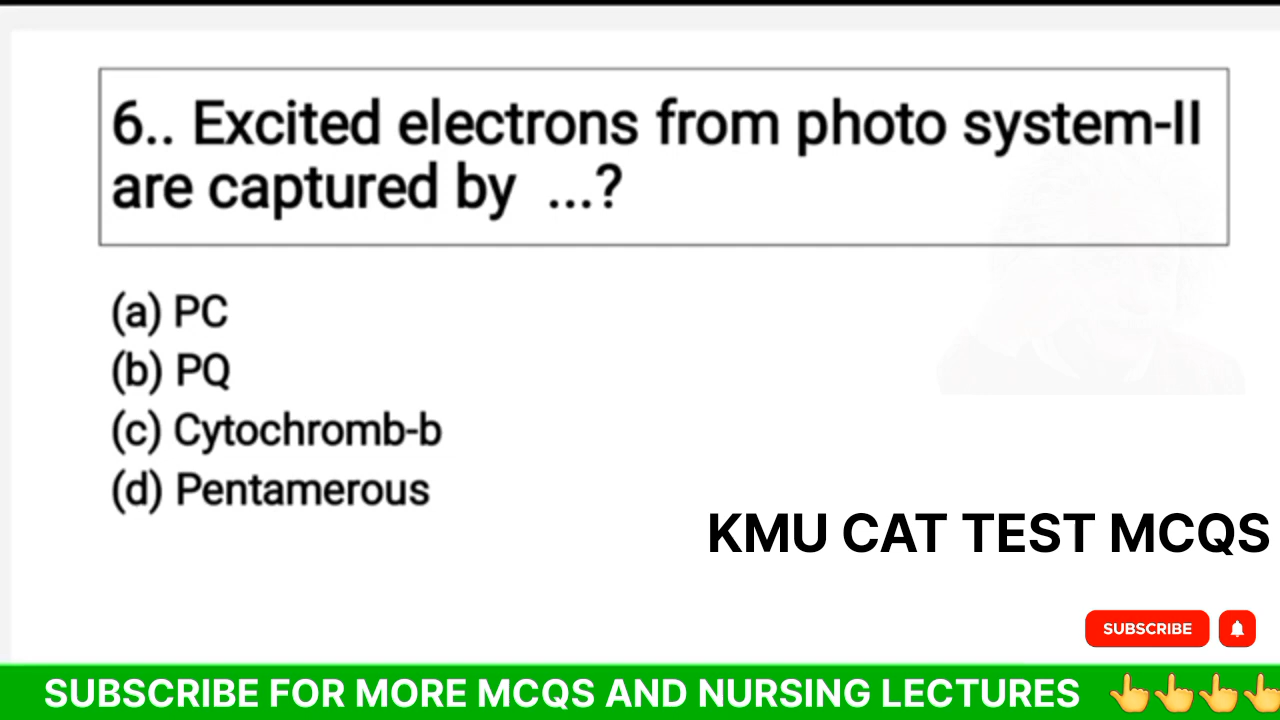 6.. Excited electrons from photo system-II
are captured by ...?
(a) PC
(b) PQ
(c) Cytochromb-b
(d) Pentamerous
KMU CAT TEST MCQS
SUBSCRIBE
SUBSCRIBE FOR MORE MCQS AND NURSING LECTURES 👆👆👆👆